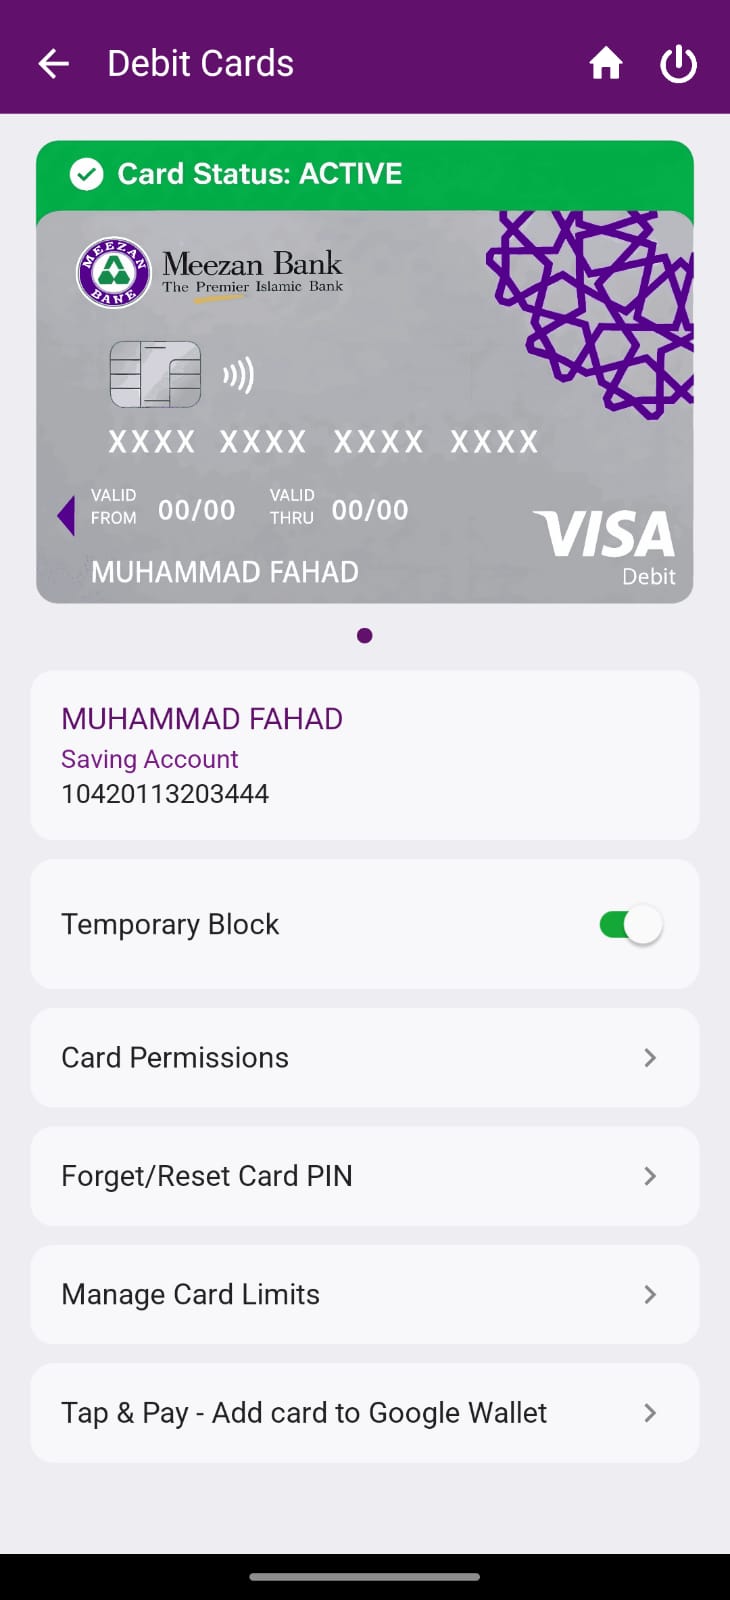 Debit Cards
Card Status: ACTIVE
MEEZAN BANK
Meezan Bank
The Premier Islamic Bank
XXXX XXXX XXXX XXXX
VALID FROM 00/00 VALID THRU 00/00
VISA
Debit
MUHAMMAD FAHAD
MUHAMMAD FAHAD
Saving Account
10420113203444
Temporary Block
Card Permissions
Forget/Reset Card PIN
Manage Card Limits
Tap & Pay - Add card to Google Wallet